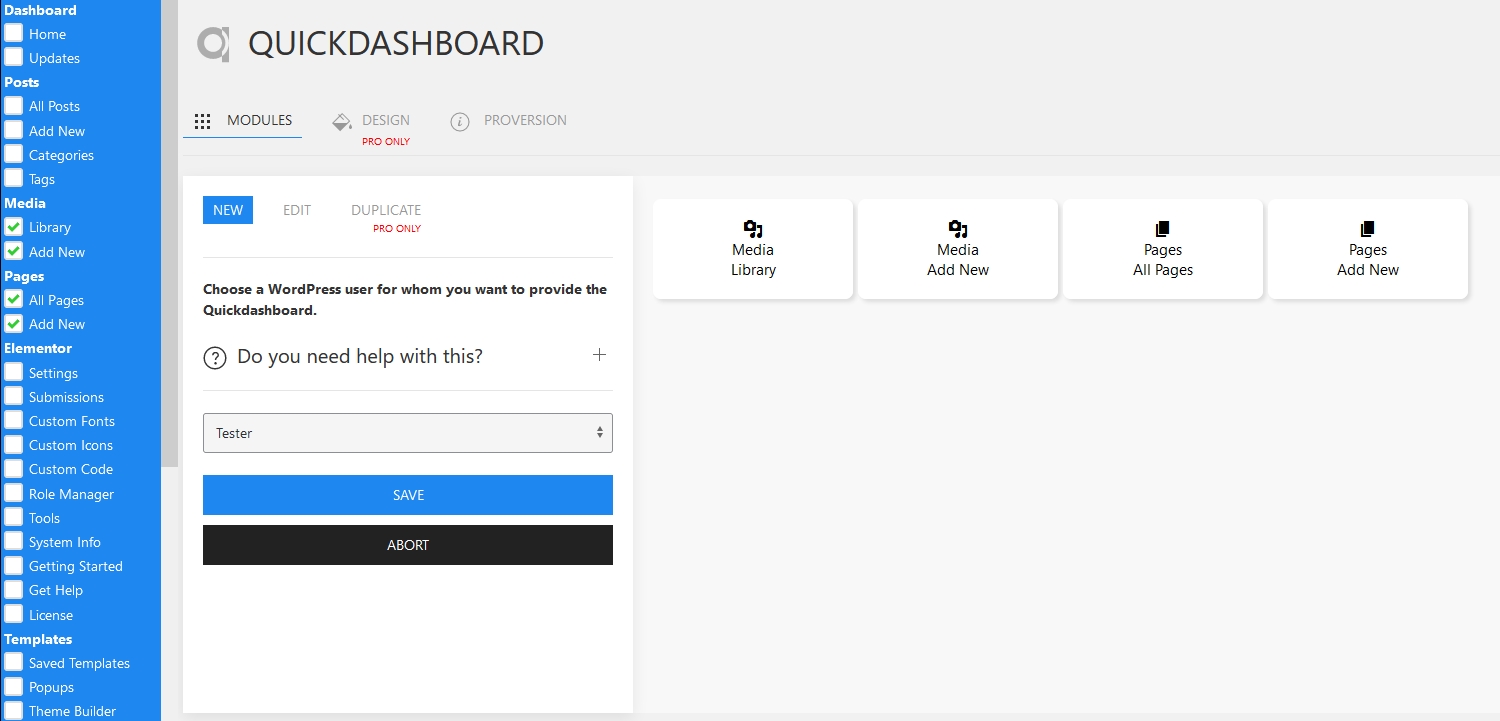 Dashboard
Home
Updates
Posts
All Posts
Add New
Categories
Tags
Media
Library
Add New
Pages
All Pages
Add New
Elementor
Settings
Submissions
Custom Fonts
Custom Icons
Custom Code
Role Manager
Tools
System Info
Getting Started
Get Help
License
Templates
Saved Templates
Popups
Theme Builder
QUICKDASHBOARD
MODULES
DESIGN
PRO ONLY
PROVERSION
NEW
EDIT
DUPLICATE
PRO ONLY
Choose a WordPress user for whom you want to provide the
Quickdashboard.
Do you need help with this?
Tester
SAVE
ABORT
Media
Library
Media
Add New
Pages
All Pages
Pages
Add New